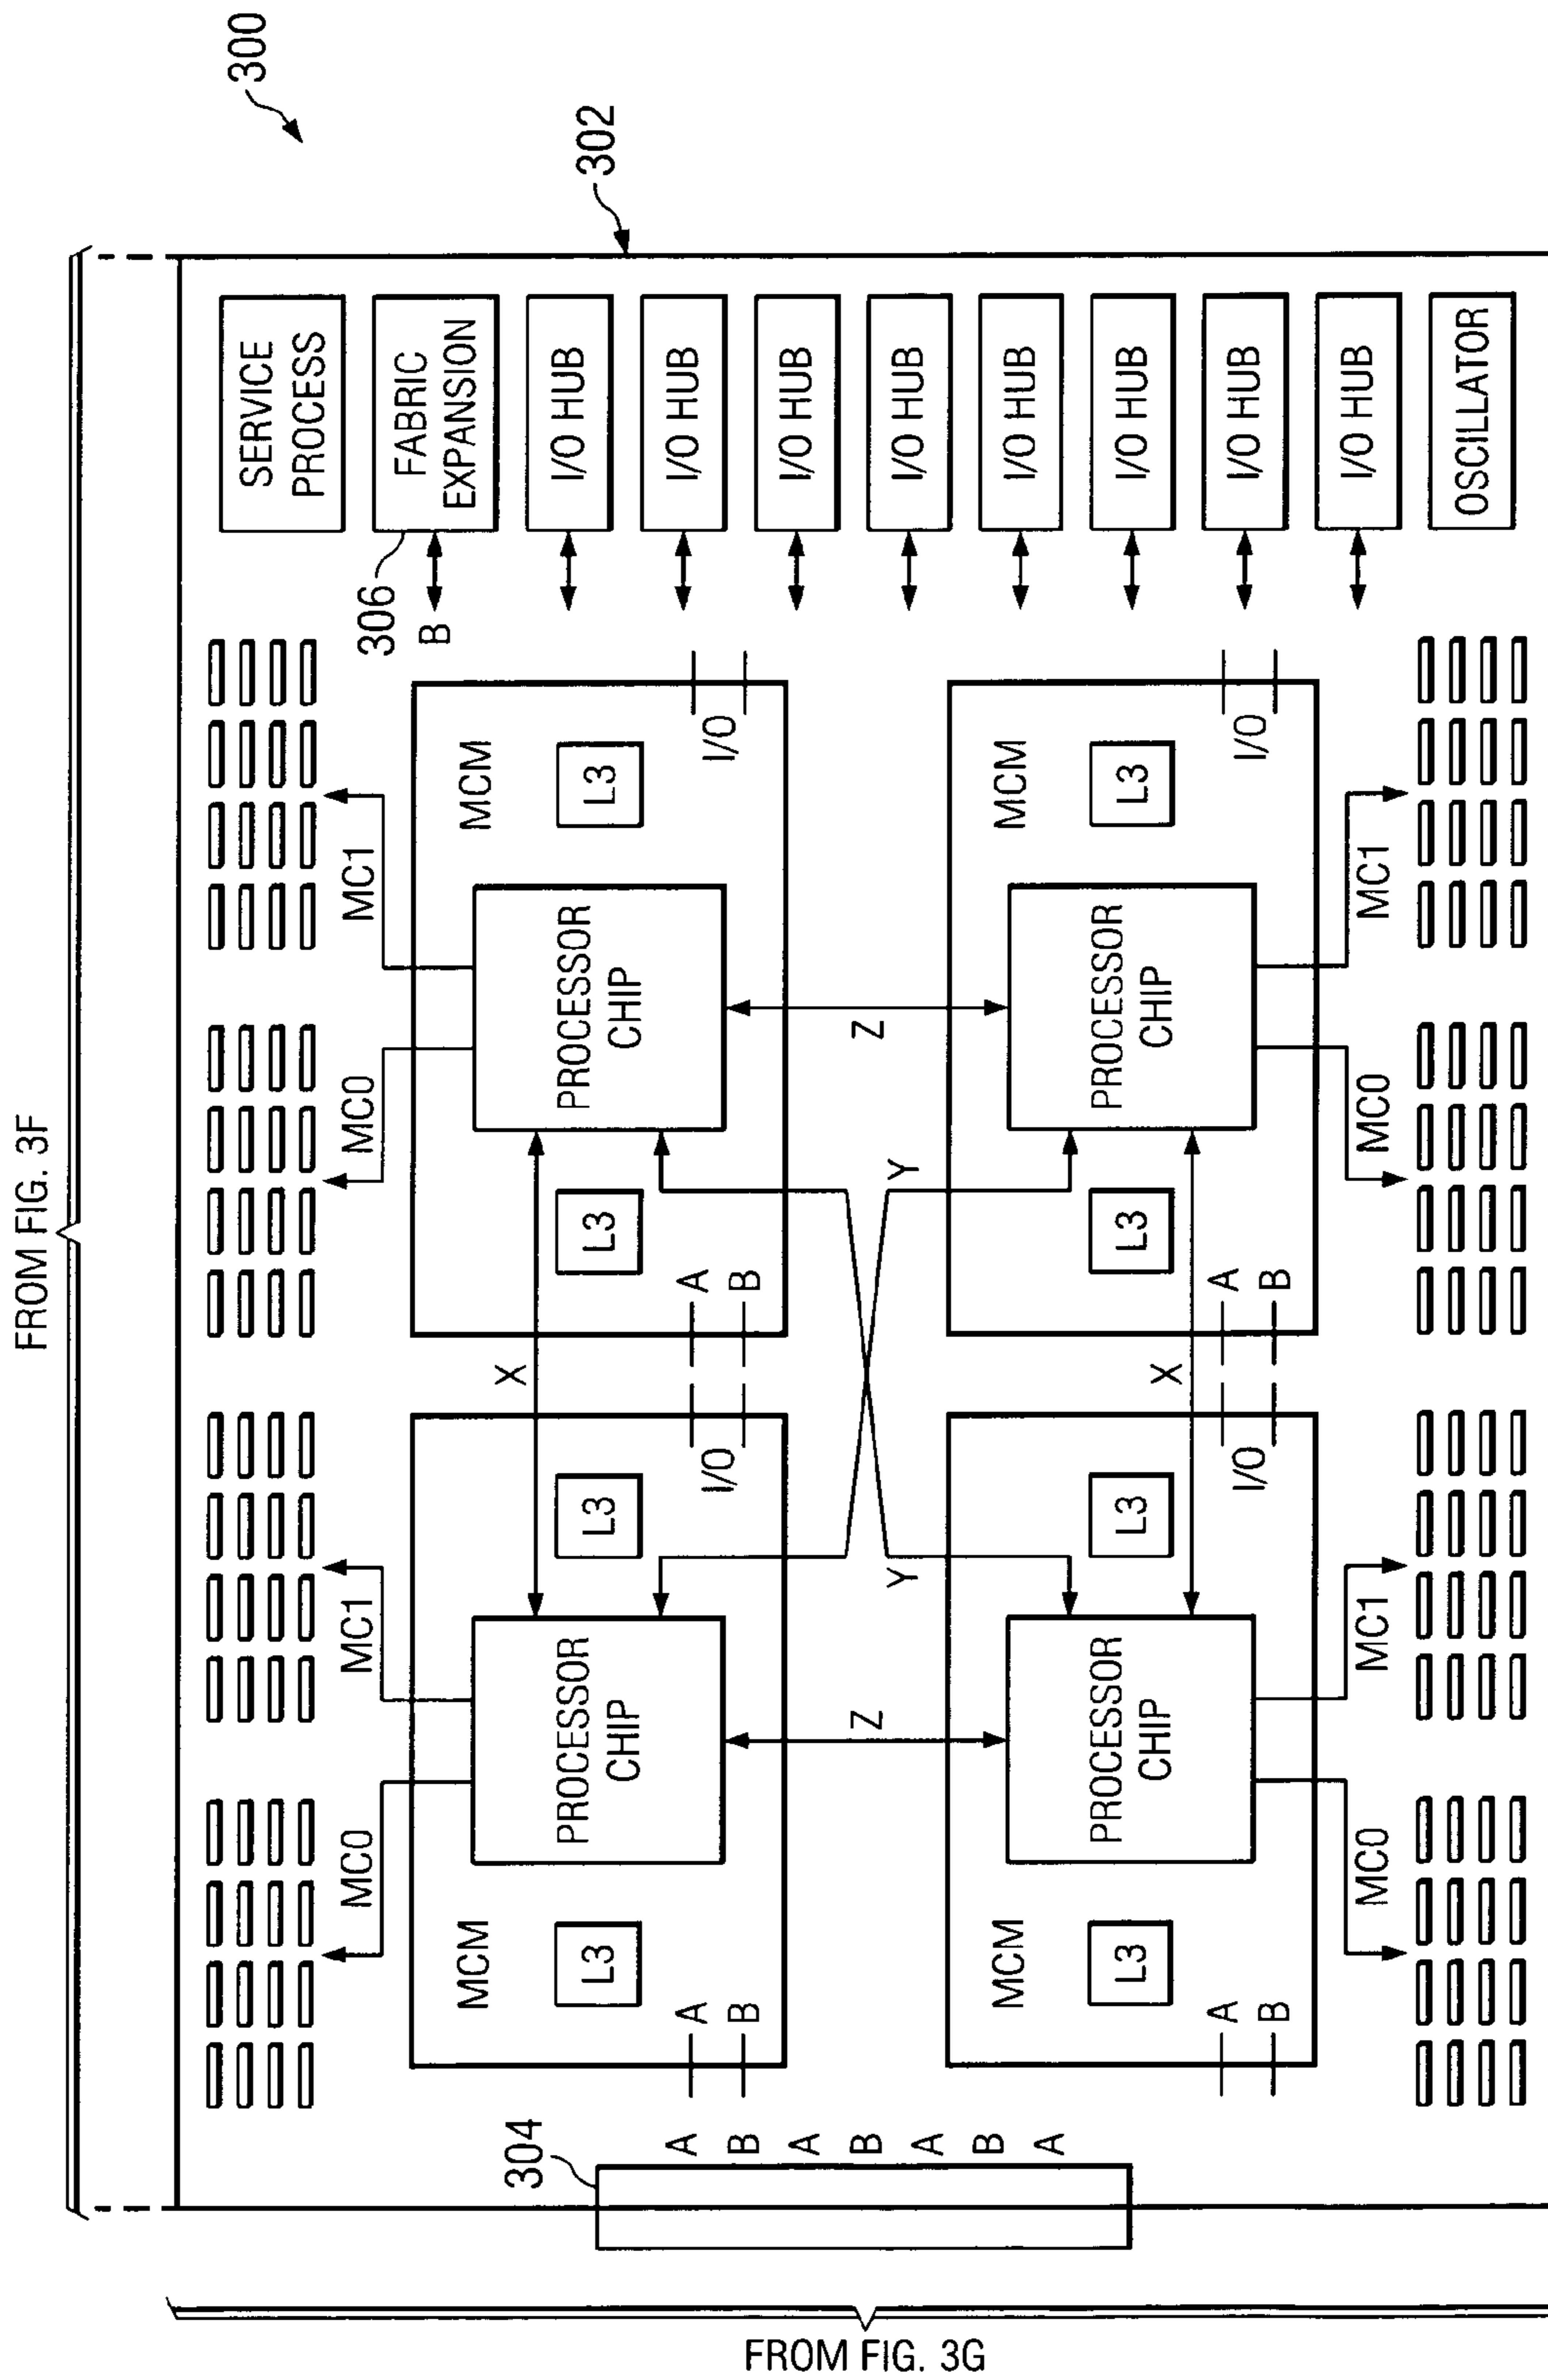 FROM FIG. 3F
300
302
SERVICE
PROCESS
306
B
FABRIC
EXPANSION
I/O HUB
I/O HUB
I/O HUB
I/O HUB
I/O HUB
I/O HUB
I/O HUB
I/O HUB
OSCILLATOR
MC0
MC1
MC0
MC1
MCM
L3
PROCESSOR
CHIP
L3
A
B
I/O
X
MCM
L3
PROCESSOR
CHIP
L3
A
B
I/O
Z
Y
Y
Z
MCM
L3
PROCESSOR
CHIP
L3
A
B
I/O
X
MCM
L3
PROCESSOR
CHIP
L3
A
B
I/O
MC0
MC1
MC0
MC1
304
A
B
A
B
A
B
A
FROM FIG. 3G